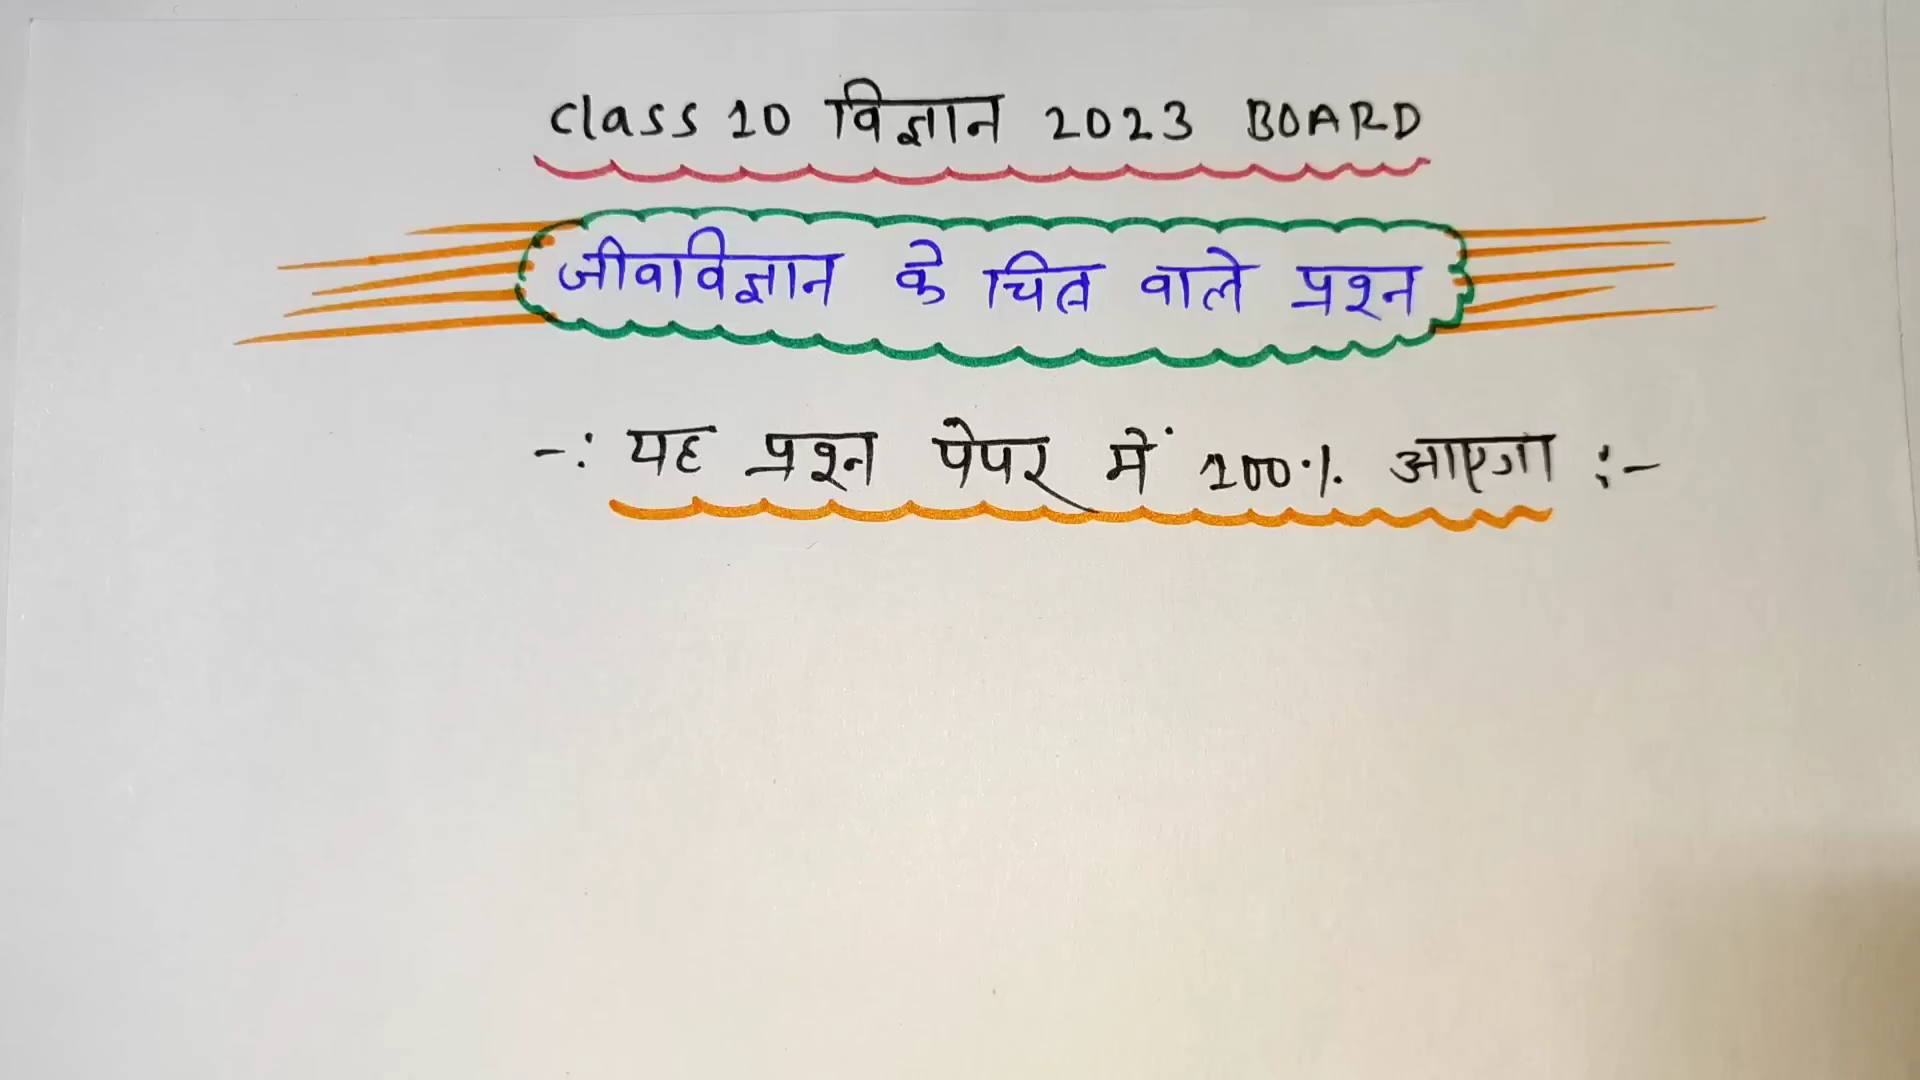 class 10 विज्ञान 2023 BOARD
जीवविज्ञान के चित्र वाले प्रश्न
-: यह प्रश्न पेपर में 100% आएगा :-